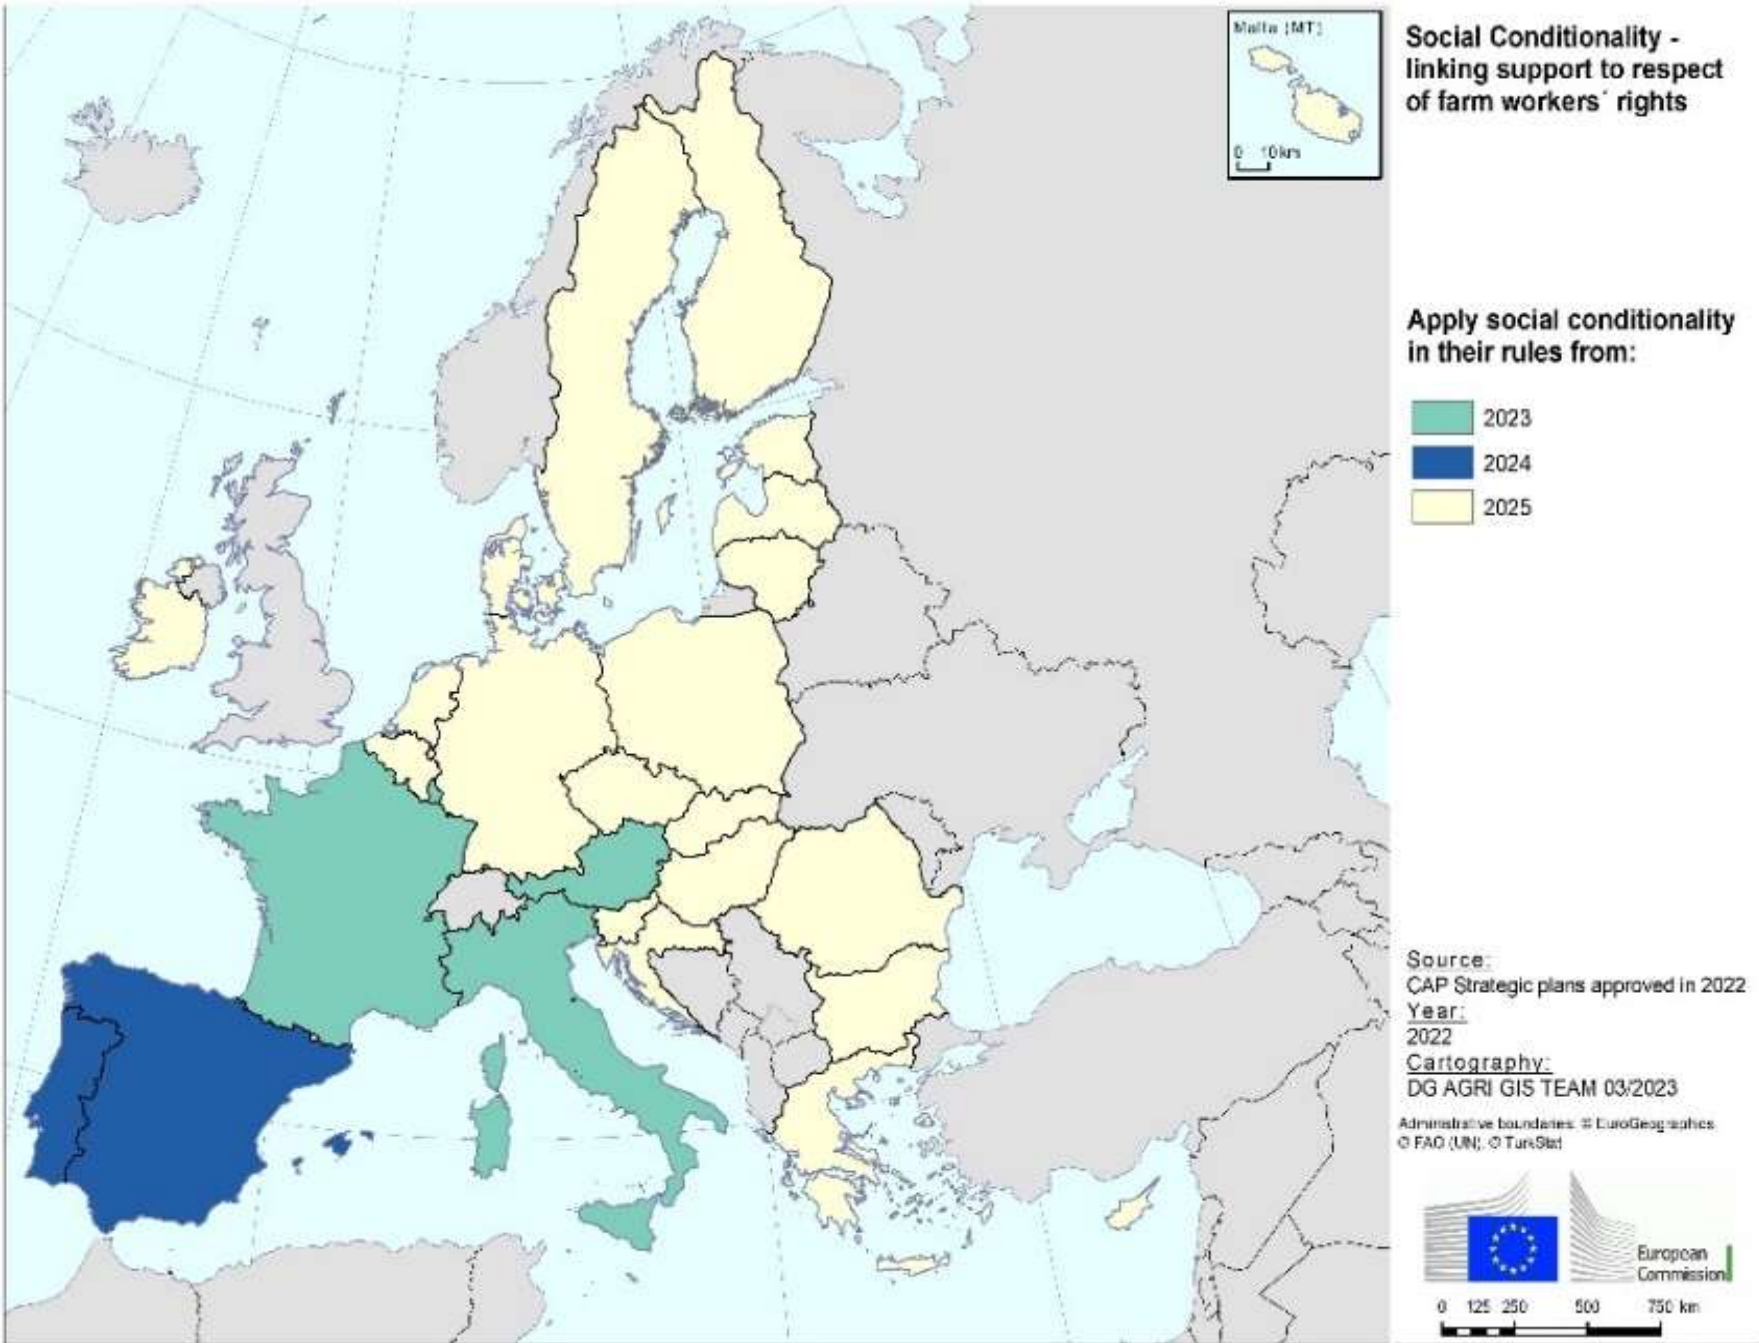 Malta (MT)
0 10km
Social Conditionality -
linking support to respect
of farm workers´ rights
Apply social conditionality
in their rules from:
2023
2024
2025
Source:
CAP Strategic plans approved in 2022
Year:
2022
Cartography:
DG AGRI GIS TEAM 03/2023
Administrative boundaries: © EuroGeographics
© FAO (UN), © TurkStat
European
Commission
0 125 250 500 750 km